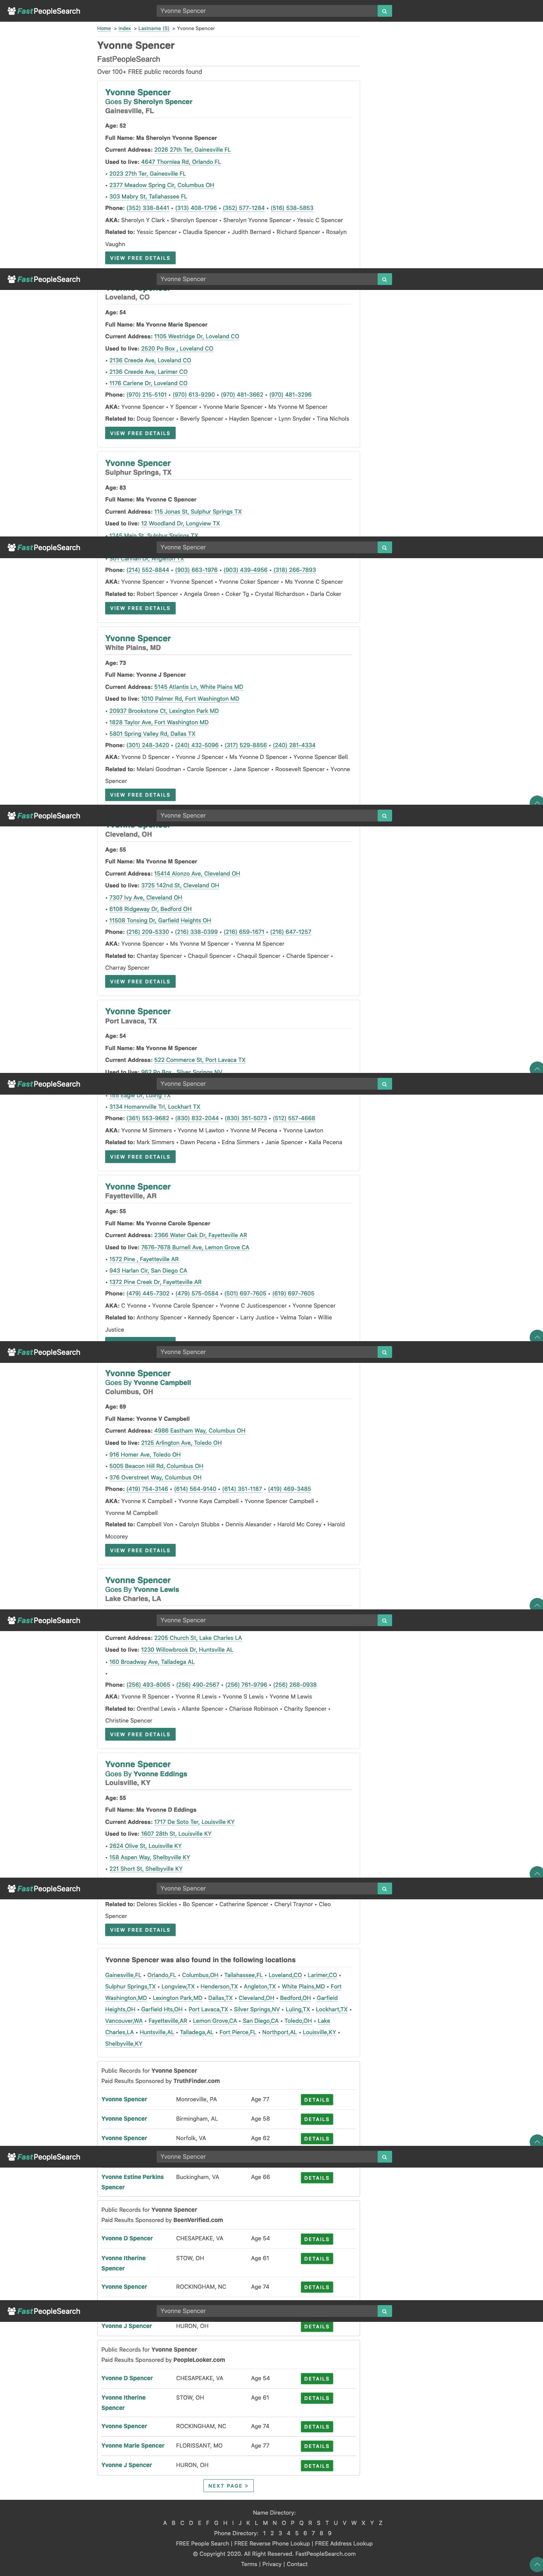 FastPeopleSearch
Yvonne Spencer
Home > Index > Lastname (S) > Yvonne Spencer
Yvonne Spencer
FastPeopleSearch
Over 100+ FREE public records found
Yvonne Spencer
Goes By Sherolyn Spencer
Gainesville, FL
Age: 52
Full Name: Ms Sherolyn Yvonne Spencer
Current Address: 2026 27th Ter, Gainesville FL
Used to live: 4647 Thornlea Rd, Orlando FL
• 2023 27th Ter, Gainesville FL
• 2377 Meadow Spring Cir, Columbus OH
• 303 Mabry St, Tallahassee FL
Phone: (352) 338-8441 • (313) 408-1796 • (352) 577-1284 • (516) 538-5853
AKA: Sherolyn Y Clark • Sherolyn Spencer • Sherolyn Yvonne Spencer • Yessic C Spencer
Related to: Yessic Spencer • Claudia Spencer • Judith Bernard • Richard Spencer • Rosalyn
Vaughn
VIEW FREE DETAILS
FastPeopleSearch
Yvonne Spencer
Yvonne Spencer
Loveland, CO
Age: 54
Full Name: Ms Yvonne Marie Spencer
Current Address: 1105 Westridge Dr, Loveland CO
Used to live: 2520 Po Box , Loveland CO
• 2136 Creede Ave, Loveland CO
• 2136 Creede Ave, Larimer CO
• 1176 Carlene Dr, Loveland CO
Phone: (970) 215-5101 • (970) 613-9290 • (970) 481-3662 • (970) 481-3296
AKA: Yvonne Spencer • Y Spencer • Yvonne Marie Spencer • Ms Yvonne M Spencer
Related to: Doug Spencer • Beverly Spencer • Hayden Spencer • Lynn Snyder • Tina Nichols
VIEW FREE DETAILS
Yvonne Spencer
Sulphur Springs, TX
Age: 83
Full Name: Ms Yvonne C Spencer
Current Address: 115 Jonas St, Sulphur Springs TX
Used to live: 12 Woodland Dr, Longview TX
• 1245 Main St, Sulphur Springs TX
FastPeopleSearch
Yvonne Spencer
Phone: (214) 552-8844 • (903) 663-1976 • (903) 439-4956 • (318) 266-7893
AKA: Yvonne Spencer • Yvonne Spencet • Yvonne Coker Spencer • Ms Yvonne C Spencer
Related to: Robert Spencer • Angela Green • Coker Tg • Crystal Richardson • Darla Coker
VIEW FREE DETAILS
Yvonne Spencer
White Plains, MD
Age: 73
Full Name: Yvonne J Spencer
Current Address: 5145 Atlantis Ln, White Plains MD
Used to live: 1010 Palmer Rd, Fort Washington MD
• 20937 Brookstone Ct, Lexington Park MD
• 1828 Taylor Ave, Fort Washington MD
• 5801 Spring Valley Rd, Dallas TX
Phone: (301) 248-3420 • (240) 432-5096 • (317) 529-8856 • (240) 281-4334
AKA: Yvonne D Spencer • Yvonne J Spencer • Ms Yvonne D Spencer • Yvonne Spencer Bell
Related to: Melani Goodman • Carole Spencer • Jane Spencer • Roosevelt Spencer • Yvonne
Spencer
VIEW FREE DETAILS
FastPeopleSearch
Yvonne Spencer
Cleveland, OH
Age: 55
Full Name: Ms Yvonne M Spencer
Current Address: 15414 Alonzo Ave, Cleveland OH
Used to live: 3725 142nd St, Cleveland OH
• 7307 Ivy Ave, Cleveland OH
• 6106 Ridgeway Dr, Bedford OH
• 11508 Tonsing Dr, Garfield Heights OH
Phone: (216) 209-5330 • (216) 338-0399 • (216) 659-1671 • (216) 647-1257
AKA: Yvonne Spencer • Ms Yvonne M Spencer • Yvenna M Spencer
Related to: Chantay Spencer • Chaquil Spencer • Chaquil Spencer • Charde Spencer •
Charray Spencer
VIEW FREE DETAILS
Yvonne Spencer
Port Lavaca, TX
Age: 54
Full Name: Ms Yvonne M Spencer
Current Address: 522 Commerce St, Port Lavaca TX
Used to live: 962 Po Box , Silver Springs NV
FastPeopleSearch
Yvonne Spencer
• 155 Eagle Dr, Luling TX
• 3134 Homannville Trl, Lockhart TX
Phone: (361) 553-9682 • (830) 832-2044 • (830) 351-5073 • (512) 557-4668
AKA: Yvonne M Simmers • Yvonne M Lawton • Yvonne M Pecena • Yvonne Lawton
Related to: Mark Simmers • Dawn Pecena • Edna Simmers • Janie Spencer • Kaila Pecena
VIEW FREE DETAILS
Yvonne Spencer
Fayetteville, AR
Age: 55
Full Name: Ms Yvonne Carole Spencer
Current Address: 2366 Water Oak Dr, Fayetteville AR
Used to live: 7676-7678 Burnell Ave, Lemon Grove CA
• 1572 Pine , Fayetteville AR
• 943 Harlan Cir, San Diego CA
• 1372 Pine Creek Dr, Fayetteville AR
Phone: (479) 445-7302 • (479) 575-0584 • (501) 697-7605 • (619) 697-7605
AKA: C Yvonne • Yvonne Carole Spencer • Yvonne C Justicespencer • Yvonne Spencer
Related to: Anthony Spencer • Kennedy Spencer • Larry Justice • Velma Tolan • Willie
Justice
FastPeopleSearch
Yvonne Spencer
Yvonne Spencer
Goes By Yvonne Campbell
Columbus, OH
Age: 69
Full Name: Yvonne V Campbell
Current Address: 4986 Eastham Way, Columbus OH
Used to live: 2125 Arlington Ave, Toledo OH
• 916 Homer Ave, Toledo OH
• 5005 Beacon Hill Rd, Columbus OH
• 376 Overstreet Way, Columbus OH
Phone: (419) 754-3146 • (614) 564-9140 • (614) 351-1187 • (419) 469-3485
AKA: Yvonne K Campbell • Yvonne Kaye Campbell • Yvonne Spencer Campbell •
Yvonne M Campbell
Related to: Campbell Von • Carolyn Stubbs • Dennis Alexander • Harold Mc Corey • Harold
Mccorey
VIEW FREE DETAILS
Yvonne Spencer
Goes By Yvonne Lewis
Lake Charles, LA
FastPeopleSearch
Yvonne Spencer
Current Address: 2205 Church St, Lake Charles LA
Used to live: 1230 Willowbrook Dr, Huntsville AL
• 160 Broadway Ave, Talladega AL
•
Phone: (256) 493-8065 • (256) 490-2567 • (256) 761-9796 • (256) 268-0938
AKA: Yvonne R Spencer • Yvonne R Lewis • Yvonne S Lewis • Yvonne M Lewis
Related to: Orenthal Lewis • Allante Spencer • Charisse Robinson • Charity Spencer •
Christine Spencer
VIEW FREE DETAILS
Yvonne Spencer
Goes By Yvonne Eddings
Louisville, KY
Age: 55
Full Name: Ms Yvonne D Eddings
Current Address: 1717 De Soto Ter, Louisville KY
Used to live: 1607 28th St, Louisville KY
• 2624 Olive St, Louisville KY
• 158 Aspen Way, Shelbyville KY
• 221 Short St, Shelbyville KY
FastPeopleSearch
Yvonne Spencer
Related to: Delores Sickles • Bo Spencer • Catherine Spencer • Cheryl Traynor • Cleo
Spencer
VIEW FREE DETAILS
Yvonne Spencer was also found in the following locations
Gainesville,FL • Orlando,FL • Columbus,OH • Tallahassee,FL • Loveland,CO • Larimer,CO •
Sulphur Springs,TX • Longview,TX • Henderson,TX • Angleton,TX • White Plains,MD • Fort
Washington,MD • Lexington Park,MD • Dallas,TX • Cleveland,OH • Bedford,OH • Garfield
Heights,OH • Garfield Hts,OH • Port Lavaca,TX • Silver Springs,NV • Luling,TX • Lockhart,TX •
Vancouver,WA • Fayetteville,AR • Lemon Grove,CA • San Diego,CA • Toledo,OH • Lake
Charles,LA • Huntsville,AL • Talladega,AL • Fort Pierce,FL • Northport,AL • Louisville,KY •
Shelbyville,KY
Public Records for Yvonne Spencer
Paid Results Sponsored by TruthFinder.com
Yvonne Spencer Monroeville, PA Age 77 DETAILS
Yvonne Spencer Birmingham, AL Age 58 DETAILS
Yvonne Spencer Norfolk, VA Age 62 DETAILS
FastPeopleSearch
Yvonne Spencer
Yvonne Estine Perkins Buckingham, VA Age 66 DETAILS
Spencer
Public Records for Yvonne Spencer
Paid Results Sponsored by BeenVerified.com
Yvonne D Spencer CHESAPEAKE, VA Age 54 DETAILS
Yvonne Itherine STOW, OH Age 61 DETAILS
Spencer
Yvonne Spencer ROCKINGHAM, NC Age 74 DETAILS
FastPeopleSearch
Yvonne Spencer
Yvonne J Spencer HURON, OH DETAILS
Public Records for Yvonne Spencer
Paid Results Sponsored by PeopleLooker.com
Yvonne D Spencer CHESAPEAKE, VA Age 54 DETAILS
Yvonne Itherine STOW, OH Age 61 DETAILS
Spencer
Yvonne Spencer ROCKINGHAM, NC Age 74 DETAILS
Yvonne Marie Spencer FLORISSANT, MO Age 77 DETAILS
Yvonne J Spencer HURON, OH DETAILS
NEXT PAGE »
Name Directory:
A B C D E F G H I J K L M N O P Q R S T U V W X Y Z
Phone Directory: 1 2 3 4 5 6 7 8 9
FREE People Search | FREE Reverse Phone Lookup | FREE Address Lookup
© Copyright 2020. All Right Reserved. FastPeopleSearch.com
Terms | Privacy | Contact